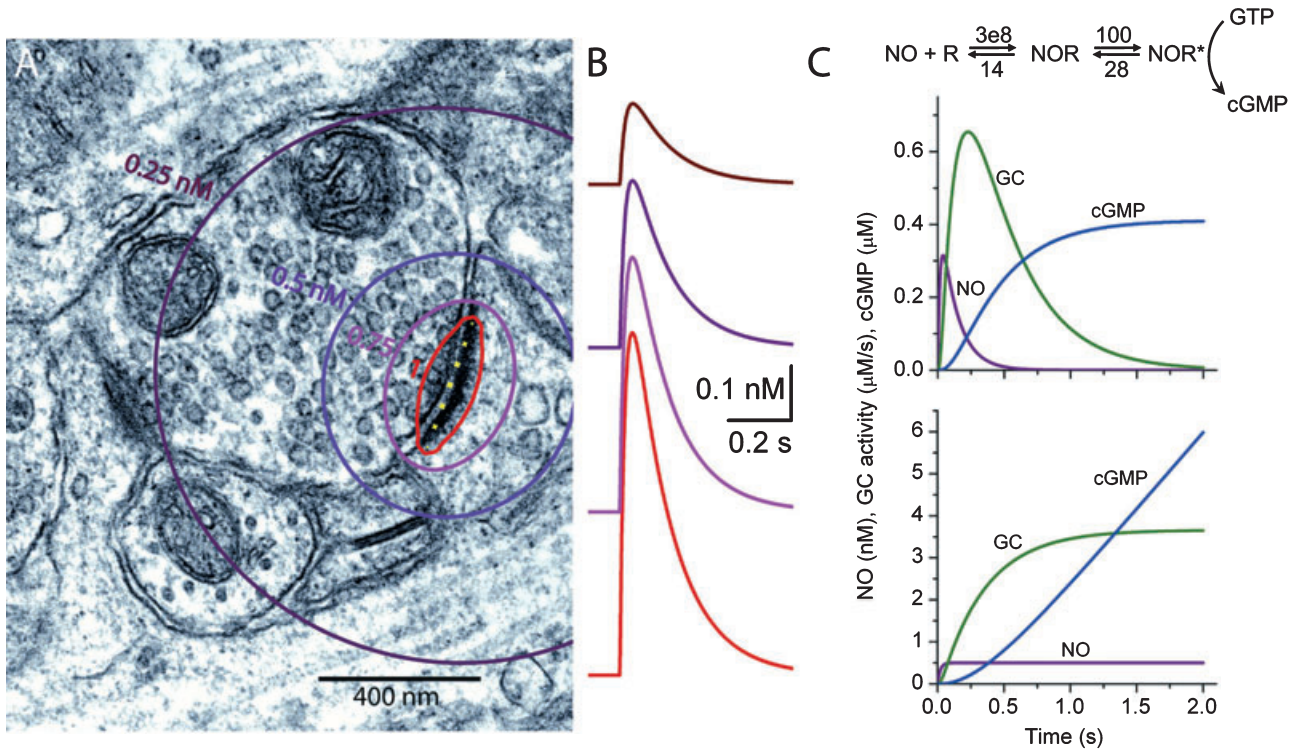 A
0.25 nM
0.5 nM
0.75
1
400 nm
B
0.1 nM
0.2 s
C
NO + R
3e8
14
NOR
100
28
NOR*
GTP
cGMP
NO (nM), GC activity (μM/s), cGMP (μM)
0.6
0.4
0.2
0.0
GC
cGMP
NO
6
5
4
3
2
1
0
cGMP
GC
NO
0.0
0.5
1.0
1.5
2.0
Time (s)